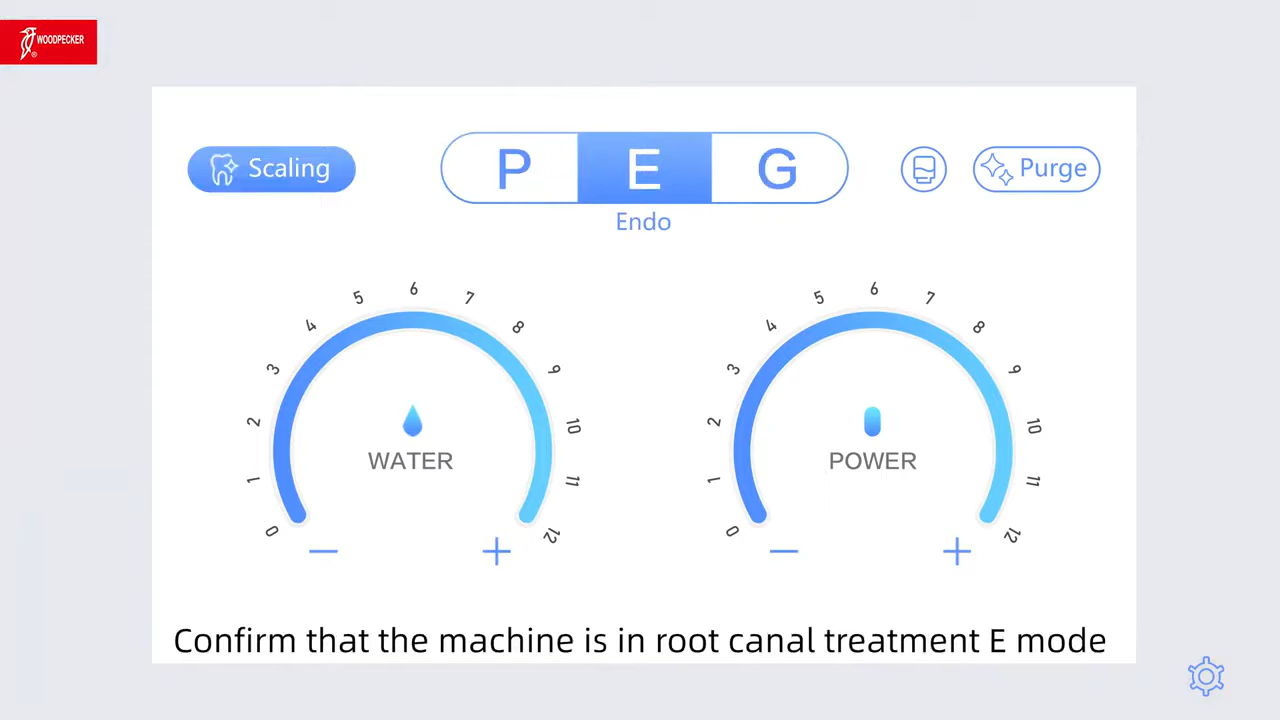 WOODPECKER
®
Scaling
P E G
Purge
Endo
0 1 2 3 4 5 6 7 8 9 10 11 12
WATER
0 1 2 3 4 5 6 7 8 9 10 11 12
POWER
− +
− +
Confirm that the machine is in root canal treatment E mode